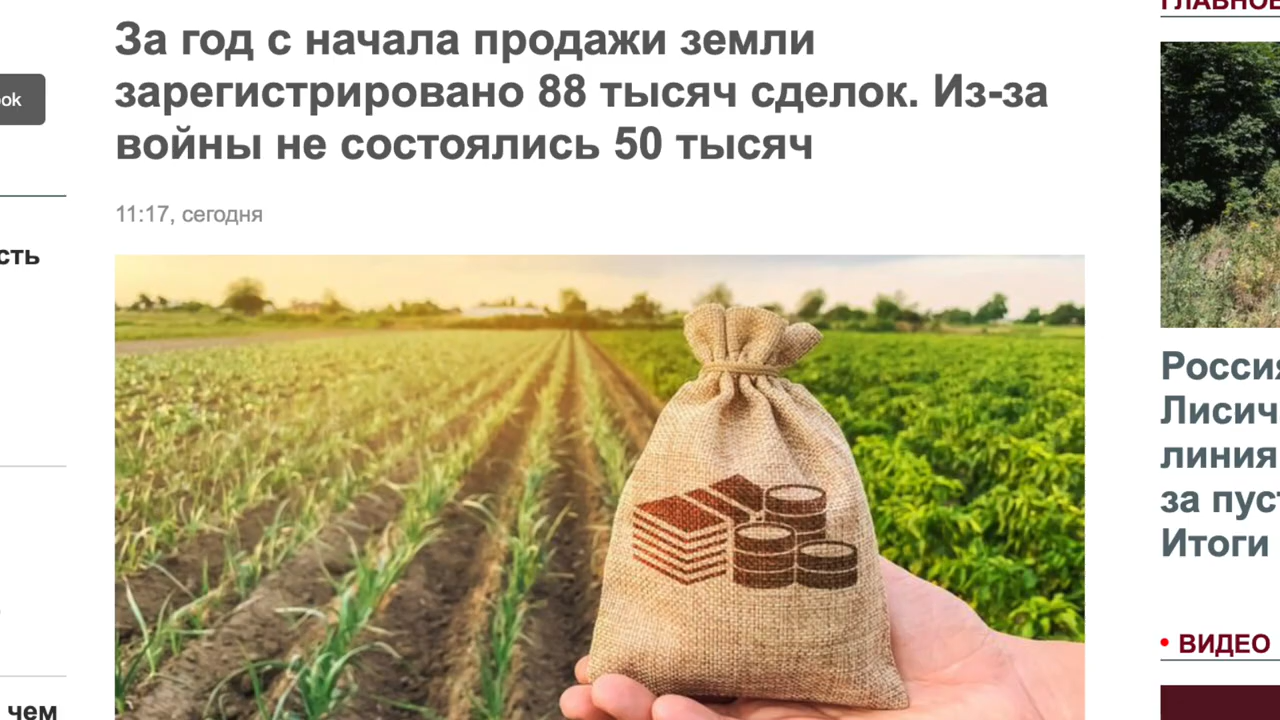 За год с начала продажи земли
зарегистрировано 88 тысяч сделок. Из-за
войны не состоялись 50 тысяч
11:17, сегодня
ok
сть
чем
ГЛАВНОЕ
Россия
Лисич
линия
за пуст
Итоги
• ВИДЕО